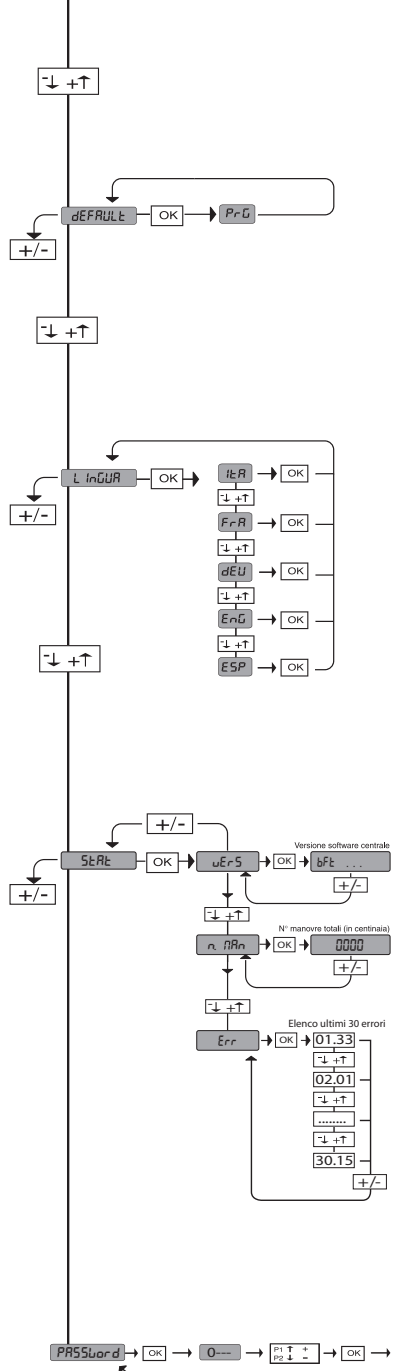 -↓ +↑
dEFAULt OK PrG
+/-
-↓ +↑
LInGUA OK ItA OK
-↓ +↑
+/-
FrA OK
-↓ +↑
dEU OK
-↓ +↑
EnG OK
-↓ +↑
-↓ +↑
ESP OK
+/-
Versione software centrale
StAt OK vErS OK bFt ...
+/-
+/-
-↓ +↑
N° manovre totali (in centinaia)
n. MAn OK 0000
+/-
-↓ +↑
Elenco ultimi 30 errori
Err OK 01.33
-↓ +↑
02.01
-↓ +↑
........
-↓ +↑
30.15
+/-
PASSword OK 0--- P1 ↑ + OK
P2 ↓ -